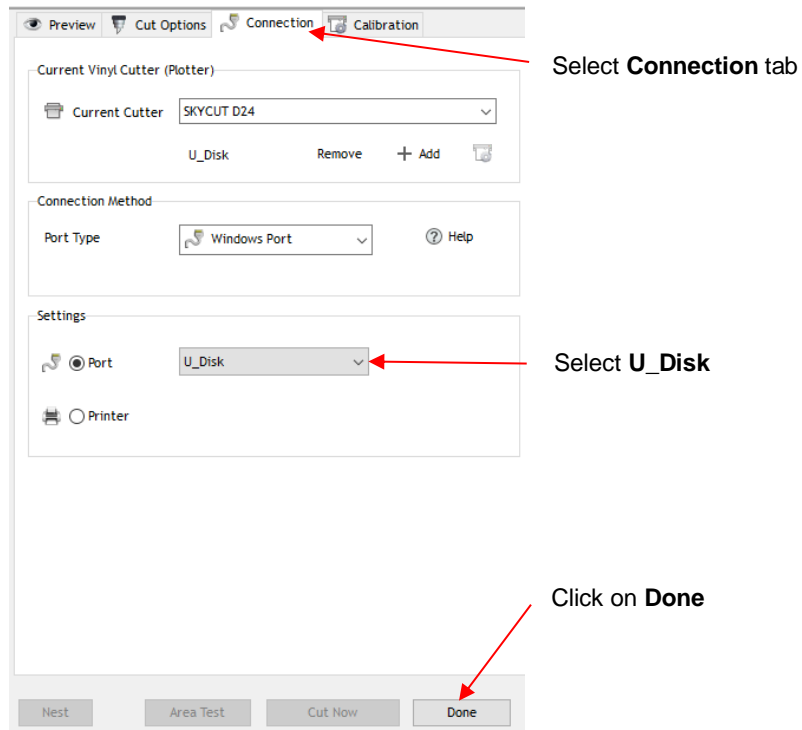 Preview Cut Options Connection Calibration
Select Connection tab
Current Vinyl Cutter (Plotter)
Current Cutter SKYCUT D24
U_Disk Remove + Add
Connection Method
Port Type Windows Port ? Help
Settings
Port U_Disk
Select U_Disk
Printer
Click on Done
Nest Area Test Cut Now Done